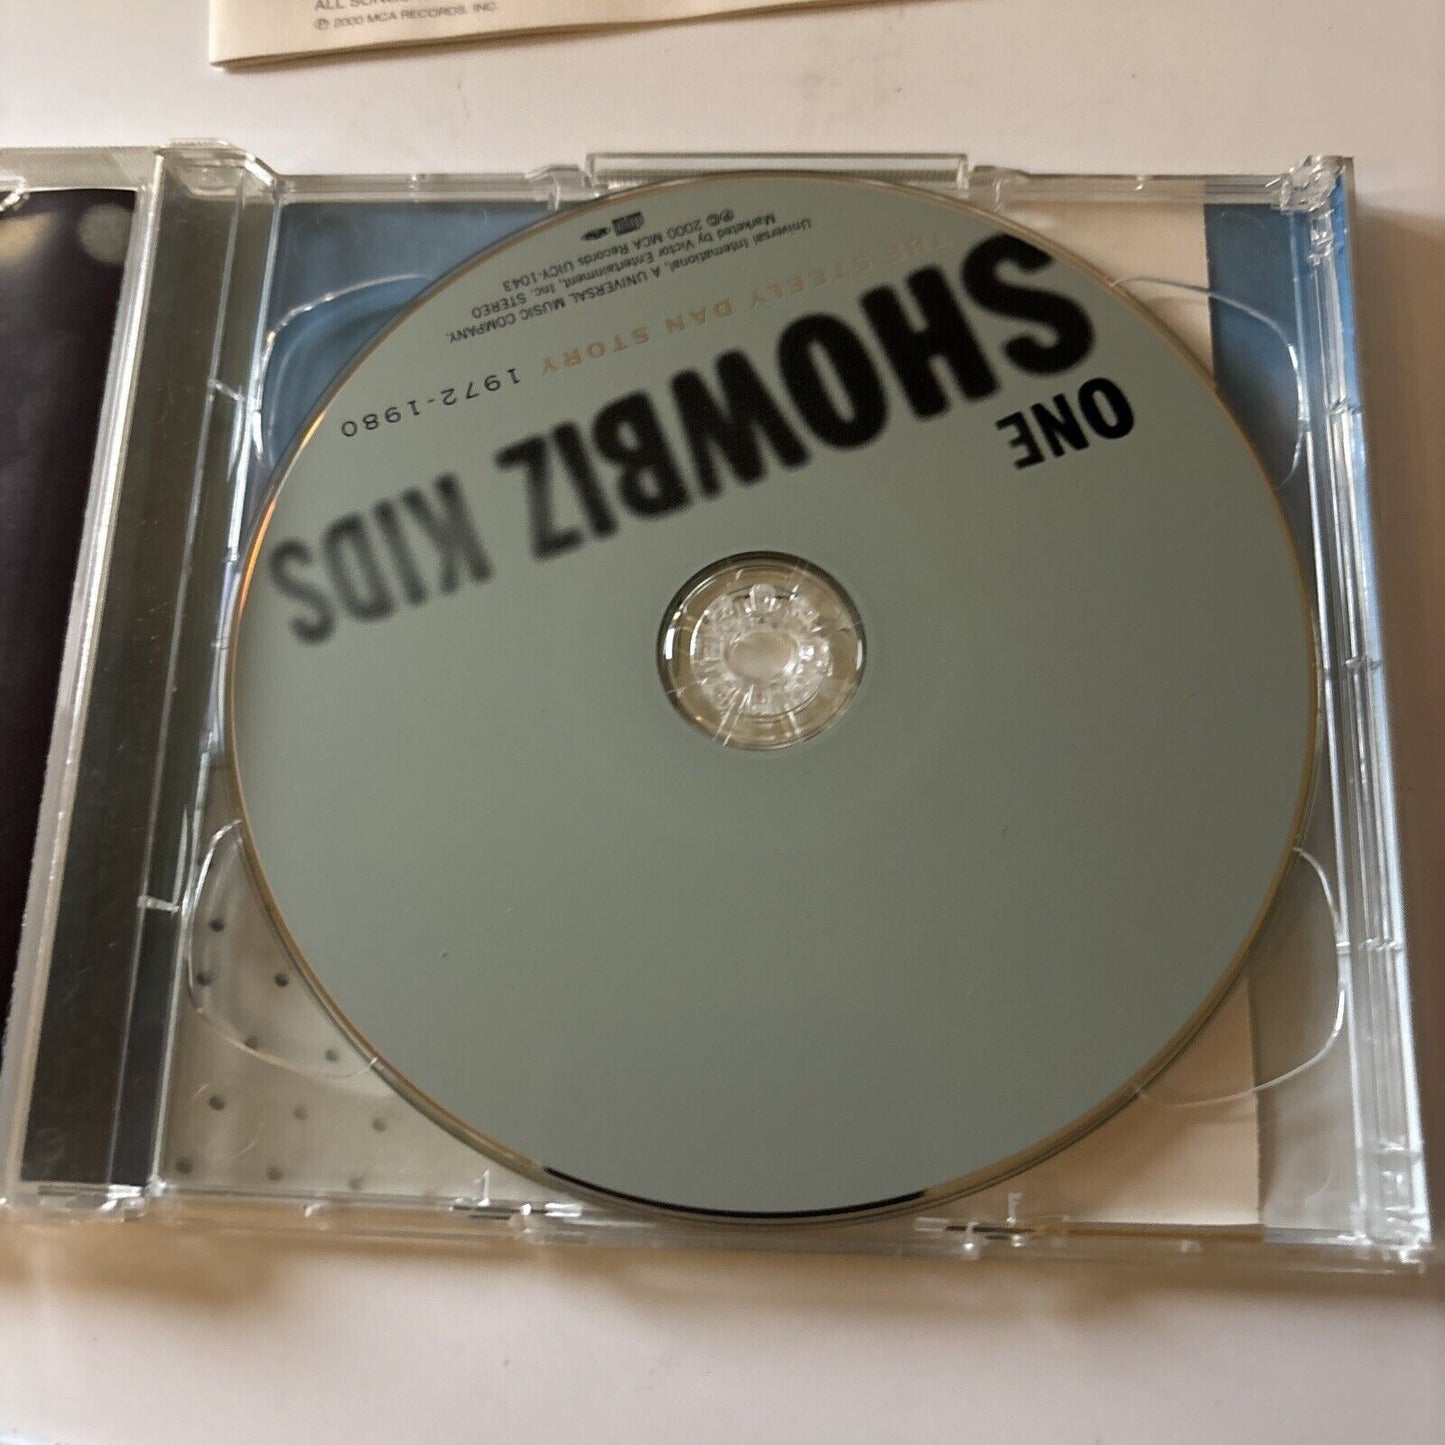 ALL SONGS
℗ 2000 MCA RECORDS, INC.
ONE
SHOWBIZ KIDS
THE STEELY DAN STORY 1972-1980
Universal International, A UNIVERSAL MUSIC COMPANY.
Marketed by Victor Entertainment, Inc. STEREO
℗© 2000 MCA Records UICY-1043